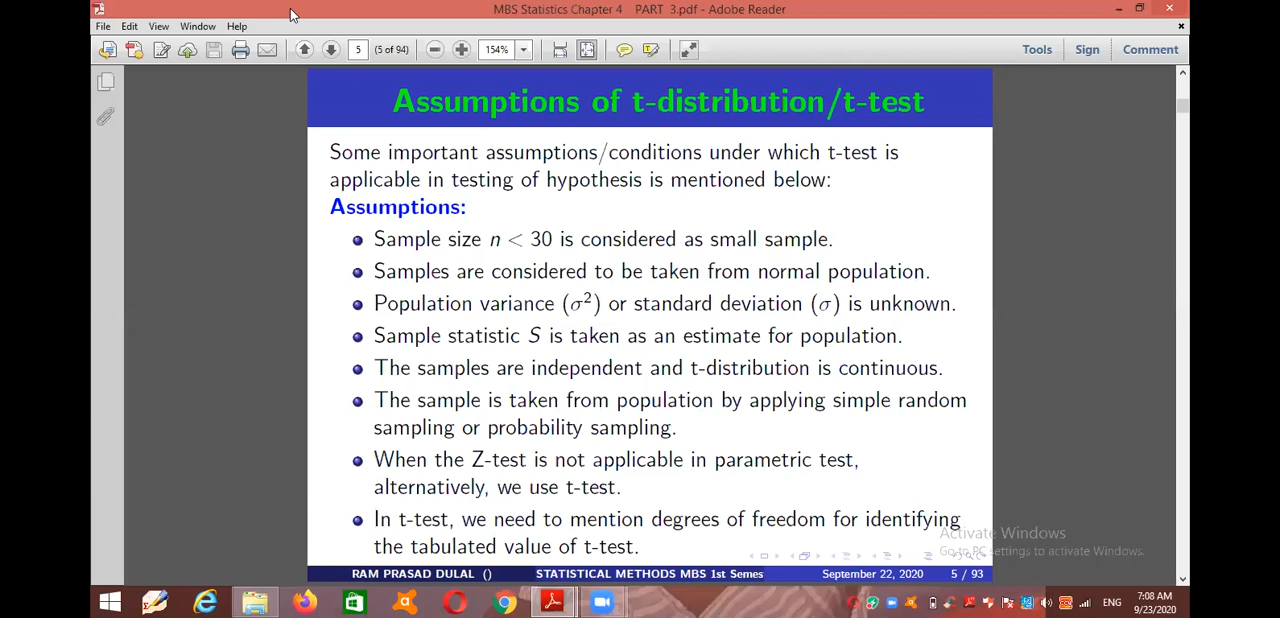 MBS Statistics Chapter 4 PART 3.pdf - Adobe Reader
File Edit View Window Help
5 (5 of 94) 154% Tools Sign Comment
Assumptions of t-distribution/t-test
Some important assumptions/conditions under which t-test is
applicable in testing of hypothesis is mentioned below:
Assumptions:
Sample size n < 30 is considered as small sample.
Samples are considered to be taken from normal population.
Population variance (σ²) or standard deviation (σ) is unknown.
Sample statistic S is taken as an estimate for population.
The samples are independent and t-distribution is continuous.
The sample is taken from population by applying simple random
sampling or probability sampling.
When the Z-test is not applicable in parametric test,
alternatively, we use t-test.
In t-test, we need to mention degrees of freedom for identifying
the tabulated value of t-test.
Activate Windows
Go to PC settings to activate Windows.
RAM PRASAD DULAL () STATISTICAL METHODS MBS 1st Semes September 22, 2020 5 / 93
ENG 7:08 AM
9/23/2020